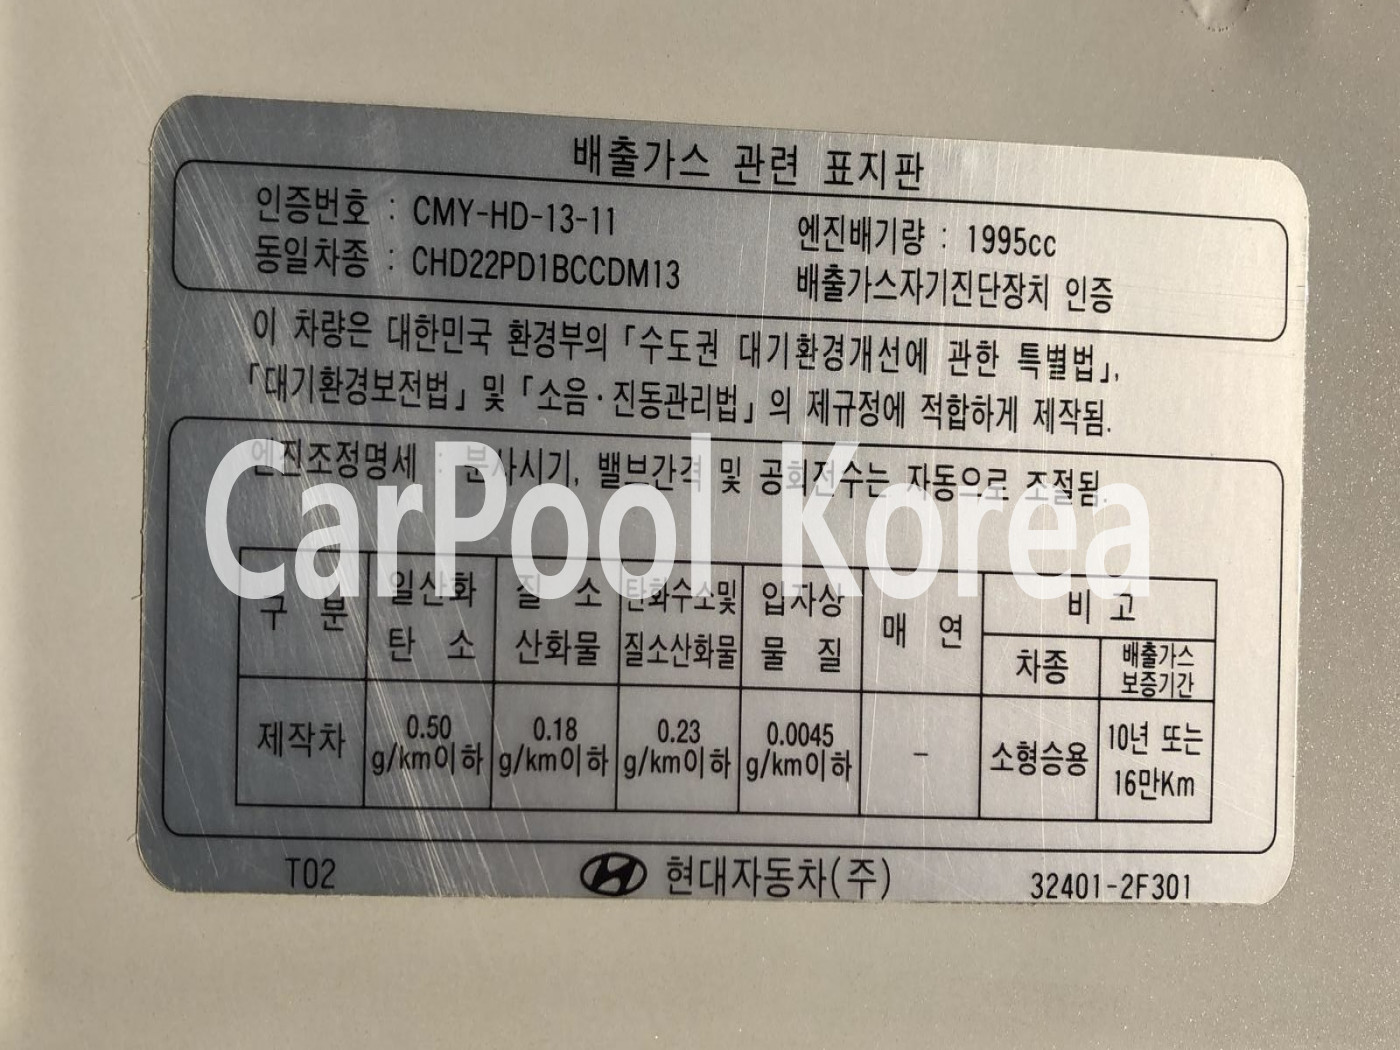 배출가스 관련 표지판
인증번호 : CMY-HD-13-11
동일차종 : CHD22PD1BCCDM13
엔진배기량 : 1995cc
배출가스자기진단장치 인증
이 차량은 대한민국 환경부의 「수도권 대기환경개선에 관한 특별법」,
「대기환경보전법」 및 「소음·진동관리법」의 제규정에 적합하게 제작됨.
엔진조정명세 : 분사시기, 밸브간격 및 공회전수는 자동으로 조절됨.
CarPool Korea
구 분
일산화
탄 소
질 소
산화물
탄화수소및
질소산화물
입자상
물 질
매 연
비 고
차종
배출가스
보증기간
제작차
0.50
g/km이하
0.18
g/km이하
0.23
g/km이하
0.0045
g/km이하
-
소형승용
10년 또는
16만Km
T02
현대자동차(주)
32401-2F301